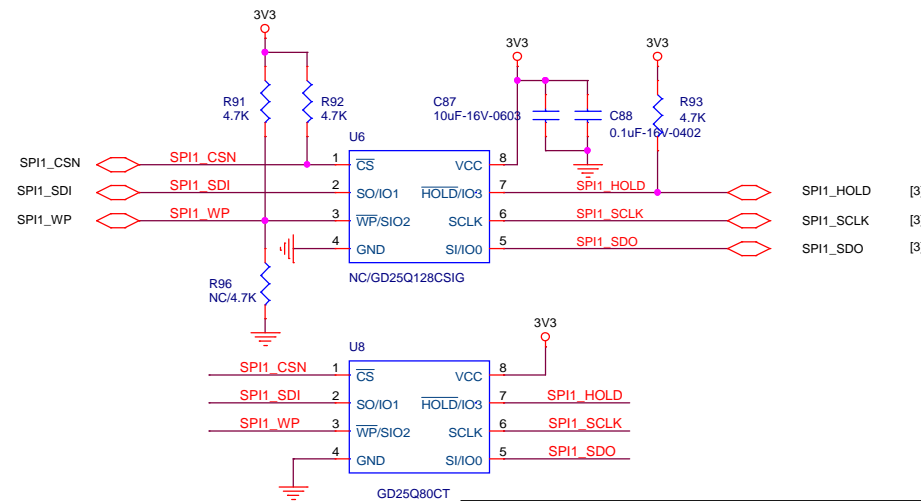 3V3
3V3
3V3
R91
4.7K
R92
4.7K
C87
10uF-16V-0603
C88
0.1uF-16V-0402
R93
4.7K
U6
SPI1_CSN
SPI1_CSN
1
CS
VCC
8
SPI1_SDI
SPI1_SDI
2
SO/IO1
HOLD/IO3
7
SPI1_HOLD
SPI1_HOLD
[3]
SPI1_WP
SPI1_WP
3
WP/SIO2
SCLK
6
SPI1_SCLK
SPI1_SCLK
[3]
4
GND
SI/IO0
5
SPI1_SDO
SPI1_SDO
[3]
NC/GD25Q128CSIG
R96
NC/4.7K
3V3
U8
SPI1_CSN
1
CS
VCC
8
SPI1_SDI
2
SO/IO1
HOLD/IO3
7
SPI1_HOLD
SPI1_WP
3
WP/SIO2
SCLK
6
SPI1_SCLK
4
GND
SI/IO0
5
SPI1_SDO
GD25Q80CT